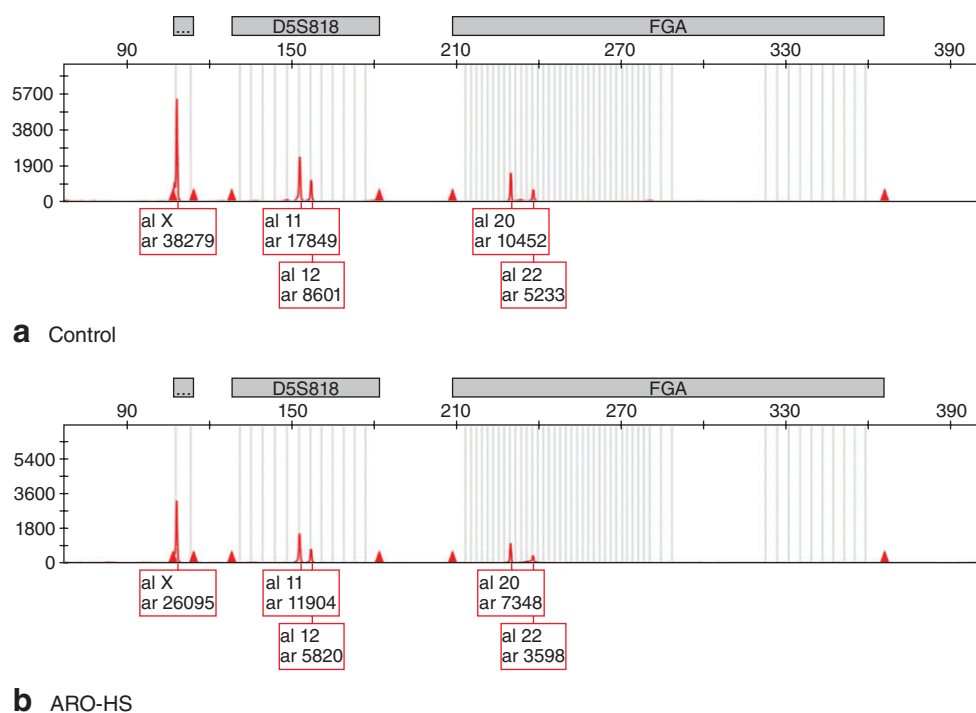 ... D5S818 FGA
90 150 210 270 330 390
5700
3800
1900
0
al X
ar 38279
al 11
ar 17849
al 12
ar 8601
al 20
ar 10452
al 22
ar 5233
a Control
... D5S818 FGA
90 150 210 270 330 390
5400
3600
1800
0
al X
ar 26095
al 11
ar 11904
al 12
ar 5820
al 20
ar 7348
al 22
ar 3598
b ARO-HS